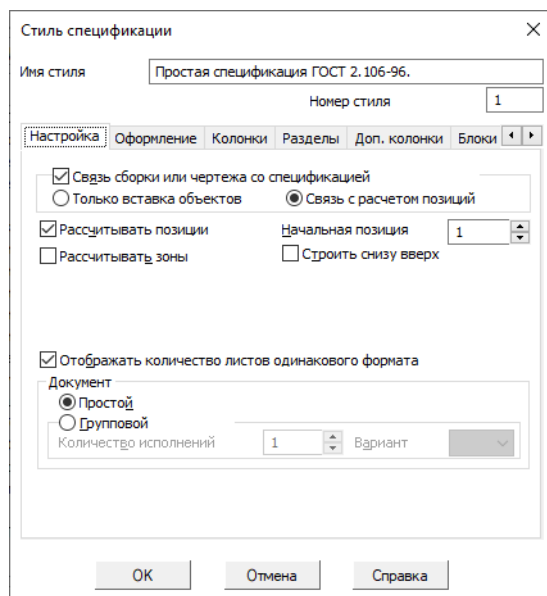 Стиль спецификации
Имя стиля Простая спецификация ГОСТ 2.106-96.
Номер стиля 1
Настройка Оформление Колонки Разделы Доп. колонки Блоки
Связь сборки или чертежа со спецификацией
Только вставка объектов Связь с расчетом позиций
Рассчитывать позиции Начальная позиция 1
Рассчитывать зоны Строить снизу вверх
Отображать количество листов одинакового формата
Документ
Простой
Групповой
Количество исполнений 1 Вариант
OK Отмена Справка